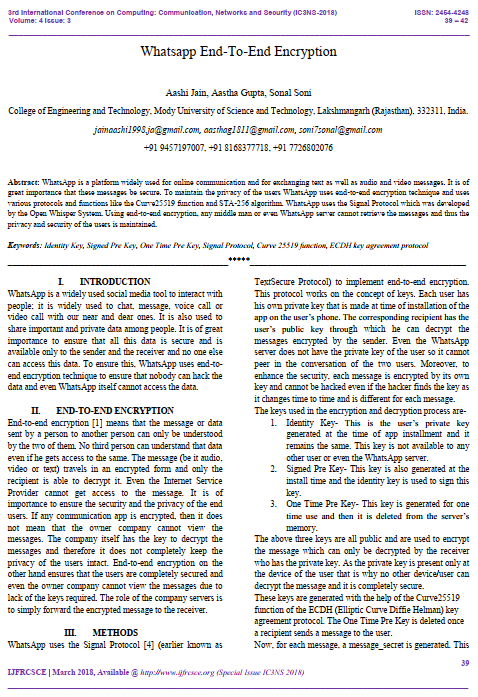 3rd International Conference on Computing: Communication, Networks and Security (IC3NS-2018)
ISSN: 2454-4248
Volume: 4 Issue: 3
39 – 42
Whatsapp End-To-End Encryption
Aashi Jain, Aastha Gupta, Sonal Soni
College of Engineering and Technology, Mody University of Science and Technology, Lakshmangarh (Rajasthan), 332311, India.
jainaashi1998.ja@gmail.com, aasthag1811@gmail.com, soni7sonal@gmail.com
+91 9457197007, +91 8168377718, +91 7726802076
Abstract: WhatsApp is a platform widely used for online communication and for exchanging text as well as audio and video messages. It is of
great importance that these messages be secure. To maintain the privacy of the users WhatsApp uses end-to-end encryption technique and uses
various protocols and functions like the Curve25519 function and STA-256 algorithm. WhatsApp uses the Signal Protocol which was developed
by the Open Whisper System. Using end-to-end encryption, any middle man or even WhatsApp server cannot retrieve the messages and thus the
privacy and security of the users is maintained.
Keywords: Identity Key, Signed Pre Key, One Time Pre Key, Signal Protocol, Curve 25519 function, ECDH key agreement protocol
*****
I. INTRODUCTION
WhatsApp is a widely used social media tool to interact with
people; it is widely used to chat, message, voice call or
video call with our near and dear ones. It is also used to
share important and private data among people. It is of great
importance to ensure that all this data is secure and is
available only to the sender and the receiver and no one else
can access this data. To ensure this, WhatsApp uses end-to-
end encryption technique to ensure that nobody can hack the
data and even WhatsApp itself cannot access the data.
II. END-TO-END ENCRYPTION
End-to-end encryption [1] means that the message or data
sent by a person to another person can only be understood
by the two of them. No third person can understand that data
even if he gets access to the same. The message (be it audio,
video or text) travels in an encrypted form and only the
recipient is able to decrypt it. Even the Internet Service
Provider cannot get access to the message. It is of
importance to ensure the security and the privacy of the end
users. If any communication app is encrypted, then it does
not mean that the owner company cannot view the
messages. The company itself has the key to decrypt the
messages and therefore it does not completely keep the
privacy of the users intact. End-to-end encryption on the
other hand ensures that the users are completely secured and
even the owner company cannot view the messages due to
lack of the keys required. The role of the company servers is
to simply forward the encrypted message to the receiver.
III. METHODS
WhatsApp uses the Signal Protocol [4] (earlier known as
TextSecure Protocol) to implement end-to-end encryption.
This protocol works on the concept of keys. Each user has
his own private key that is made at time of installation of the
app on the user's phone. The corresponding recipient has the
user's public key through which he can decrypt the
messages encrypted by the sender. Even the WhatsApp
server does not have the private key of the user so it cannot
peer in the conversation of the two users. Moreover, to
enhance the security, each message is encrypted by its own
key and cannot be hacked even if the hacker finds the key as
it changes time to time and is different for each message.
The keys used in the encryption and decryption process are-
1. Identity Key- This is the user's private key
generated at the time of app installment and it
remains the same. This key is not available to any
other user or even the WhatsApp server.
2. Signed Pre Key- This key is also generated at the
install time and the identity key is used to sign this
key.
3. One Time Pre Key- This key is generated for one
time use and then it is deleted from the server's
memory.
The above three keys are all public and are used to encrypt
the message which can only be decrypted by the receiver
who has the private key. As the private key is present only at
the device of the user that is why no other device/user can
decrypt the message and it is completely secure.
These keys are generated with the help of the Curve25519
function of the ECDH (Elliptic Curve Diffie Helman) key
agreement protocol. The One Time Pre Key is deleted once
a recipient sends a message to the user.
Now, for each message, a message_secret is generated. This
39
IJFRCSCE | March 2018, Available @ http://www.ijfrcsce.org (Special Issue IC3NS 2018)